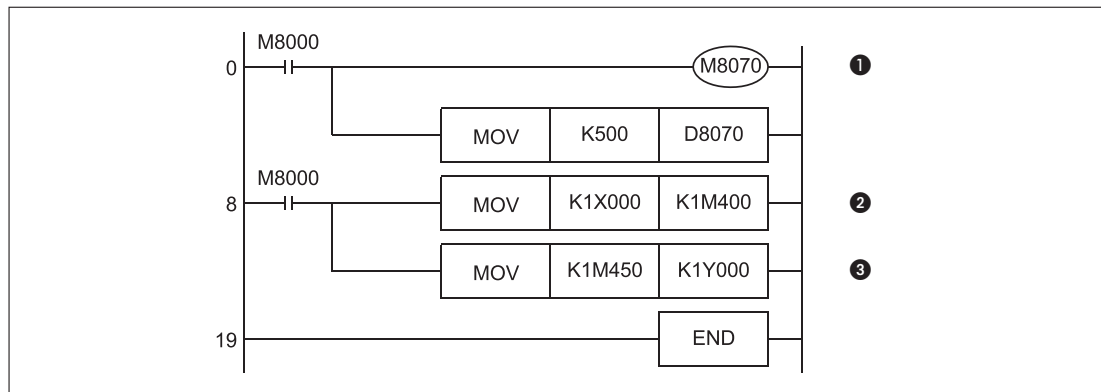 M8000
0 M8070 ❶
MOV K500 D8070
M8000
8 MOV K1X000 K1M400 ❷
MOV K1M450 K1Y000 ❸
19 END